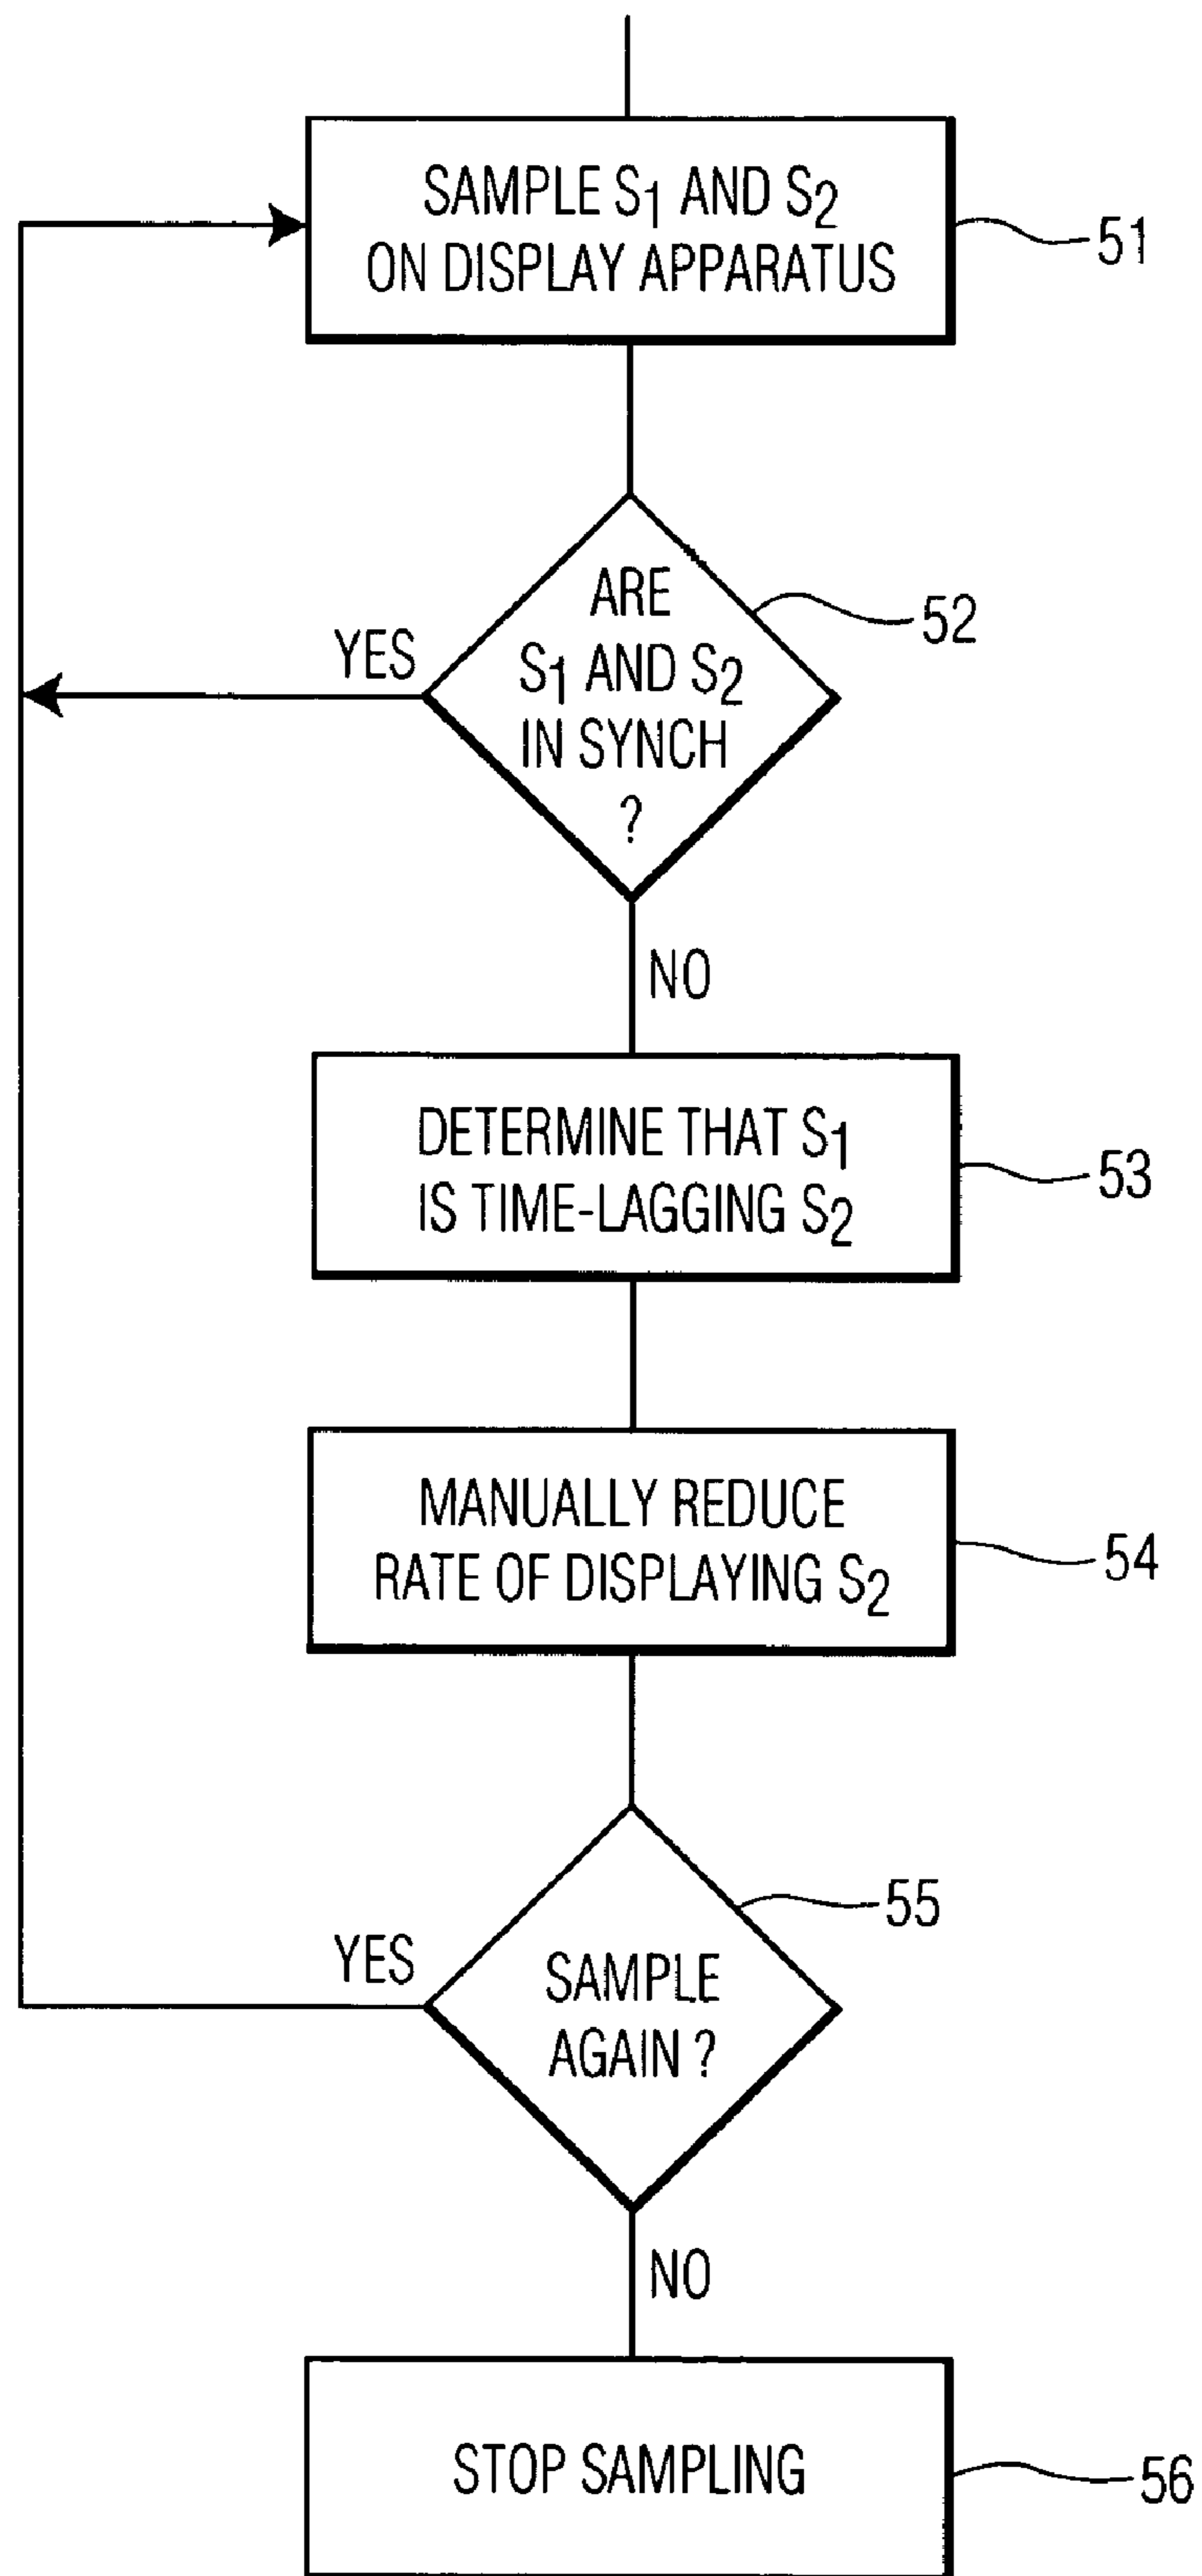 SAMPLE S1 AND S2
ON DISPLAY APPARATUS
51
ARE
S1 AND S2
IN SYNCH
?
52
YES
NO
DETERMINE THAT S1
IS TIME-LAGGING S2
53
MANUALLY REDUCE
RATE OF DISPLAYING S2
54
55
YES
SAMPLE
AGAIN ?
NO
STOP SAMPLING
56